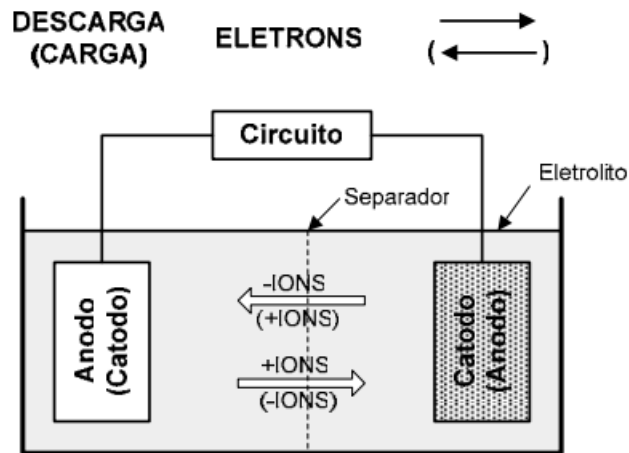 DESCARGA
(CARGA)
ELETRONS
( )
Circuito
Separador
Eletrolito
-IONS
(+IONS)
+IONS
(-IONS)
Anodo
(Catodo)
Catodo
(Anodo)